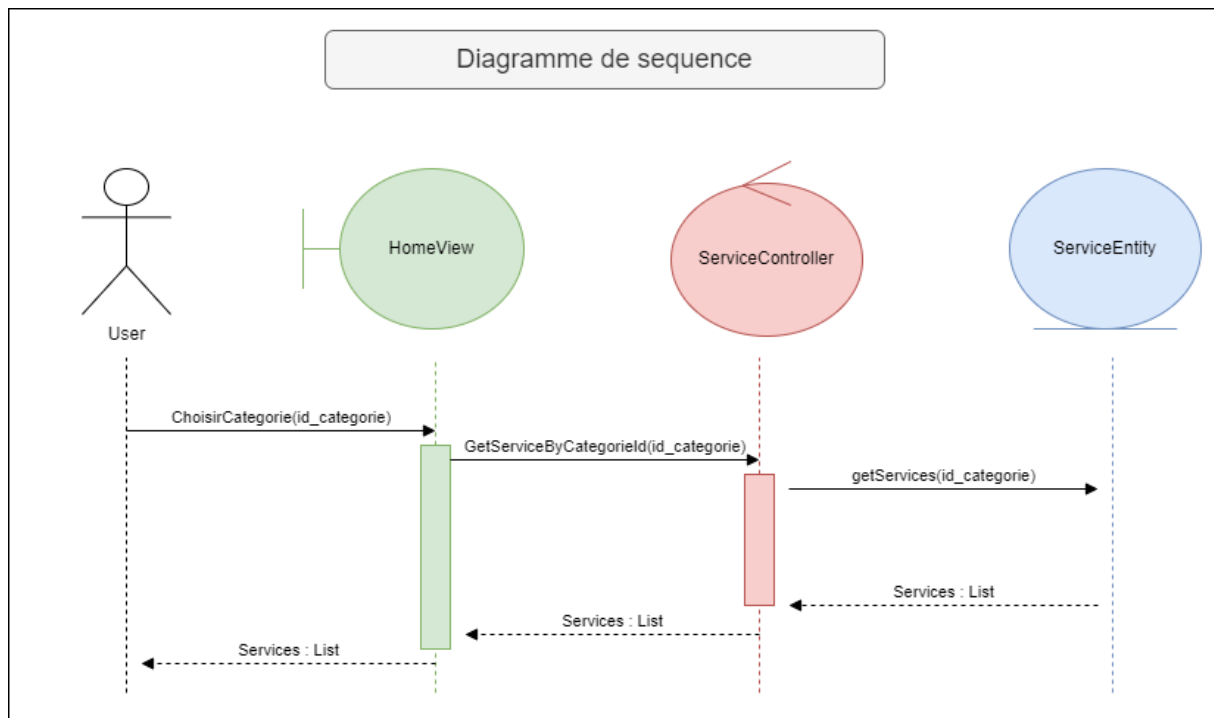 Diagramme de sequence
HomeView
ServiceController
ServiceEntity
User
ChoisirCategorie(id_categorie)
GetServiceByCategorieId(id_categorie)
getServices(id_categorie)
Services : List
Services : List
Services : List